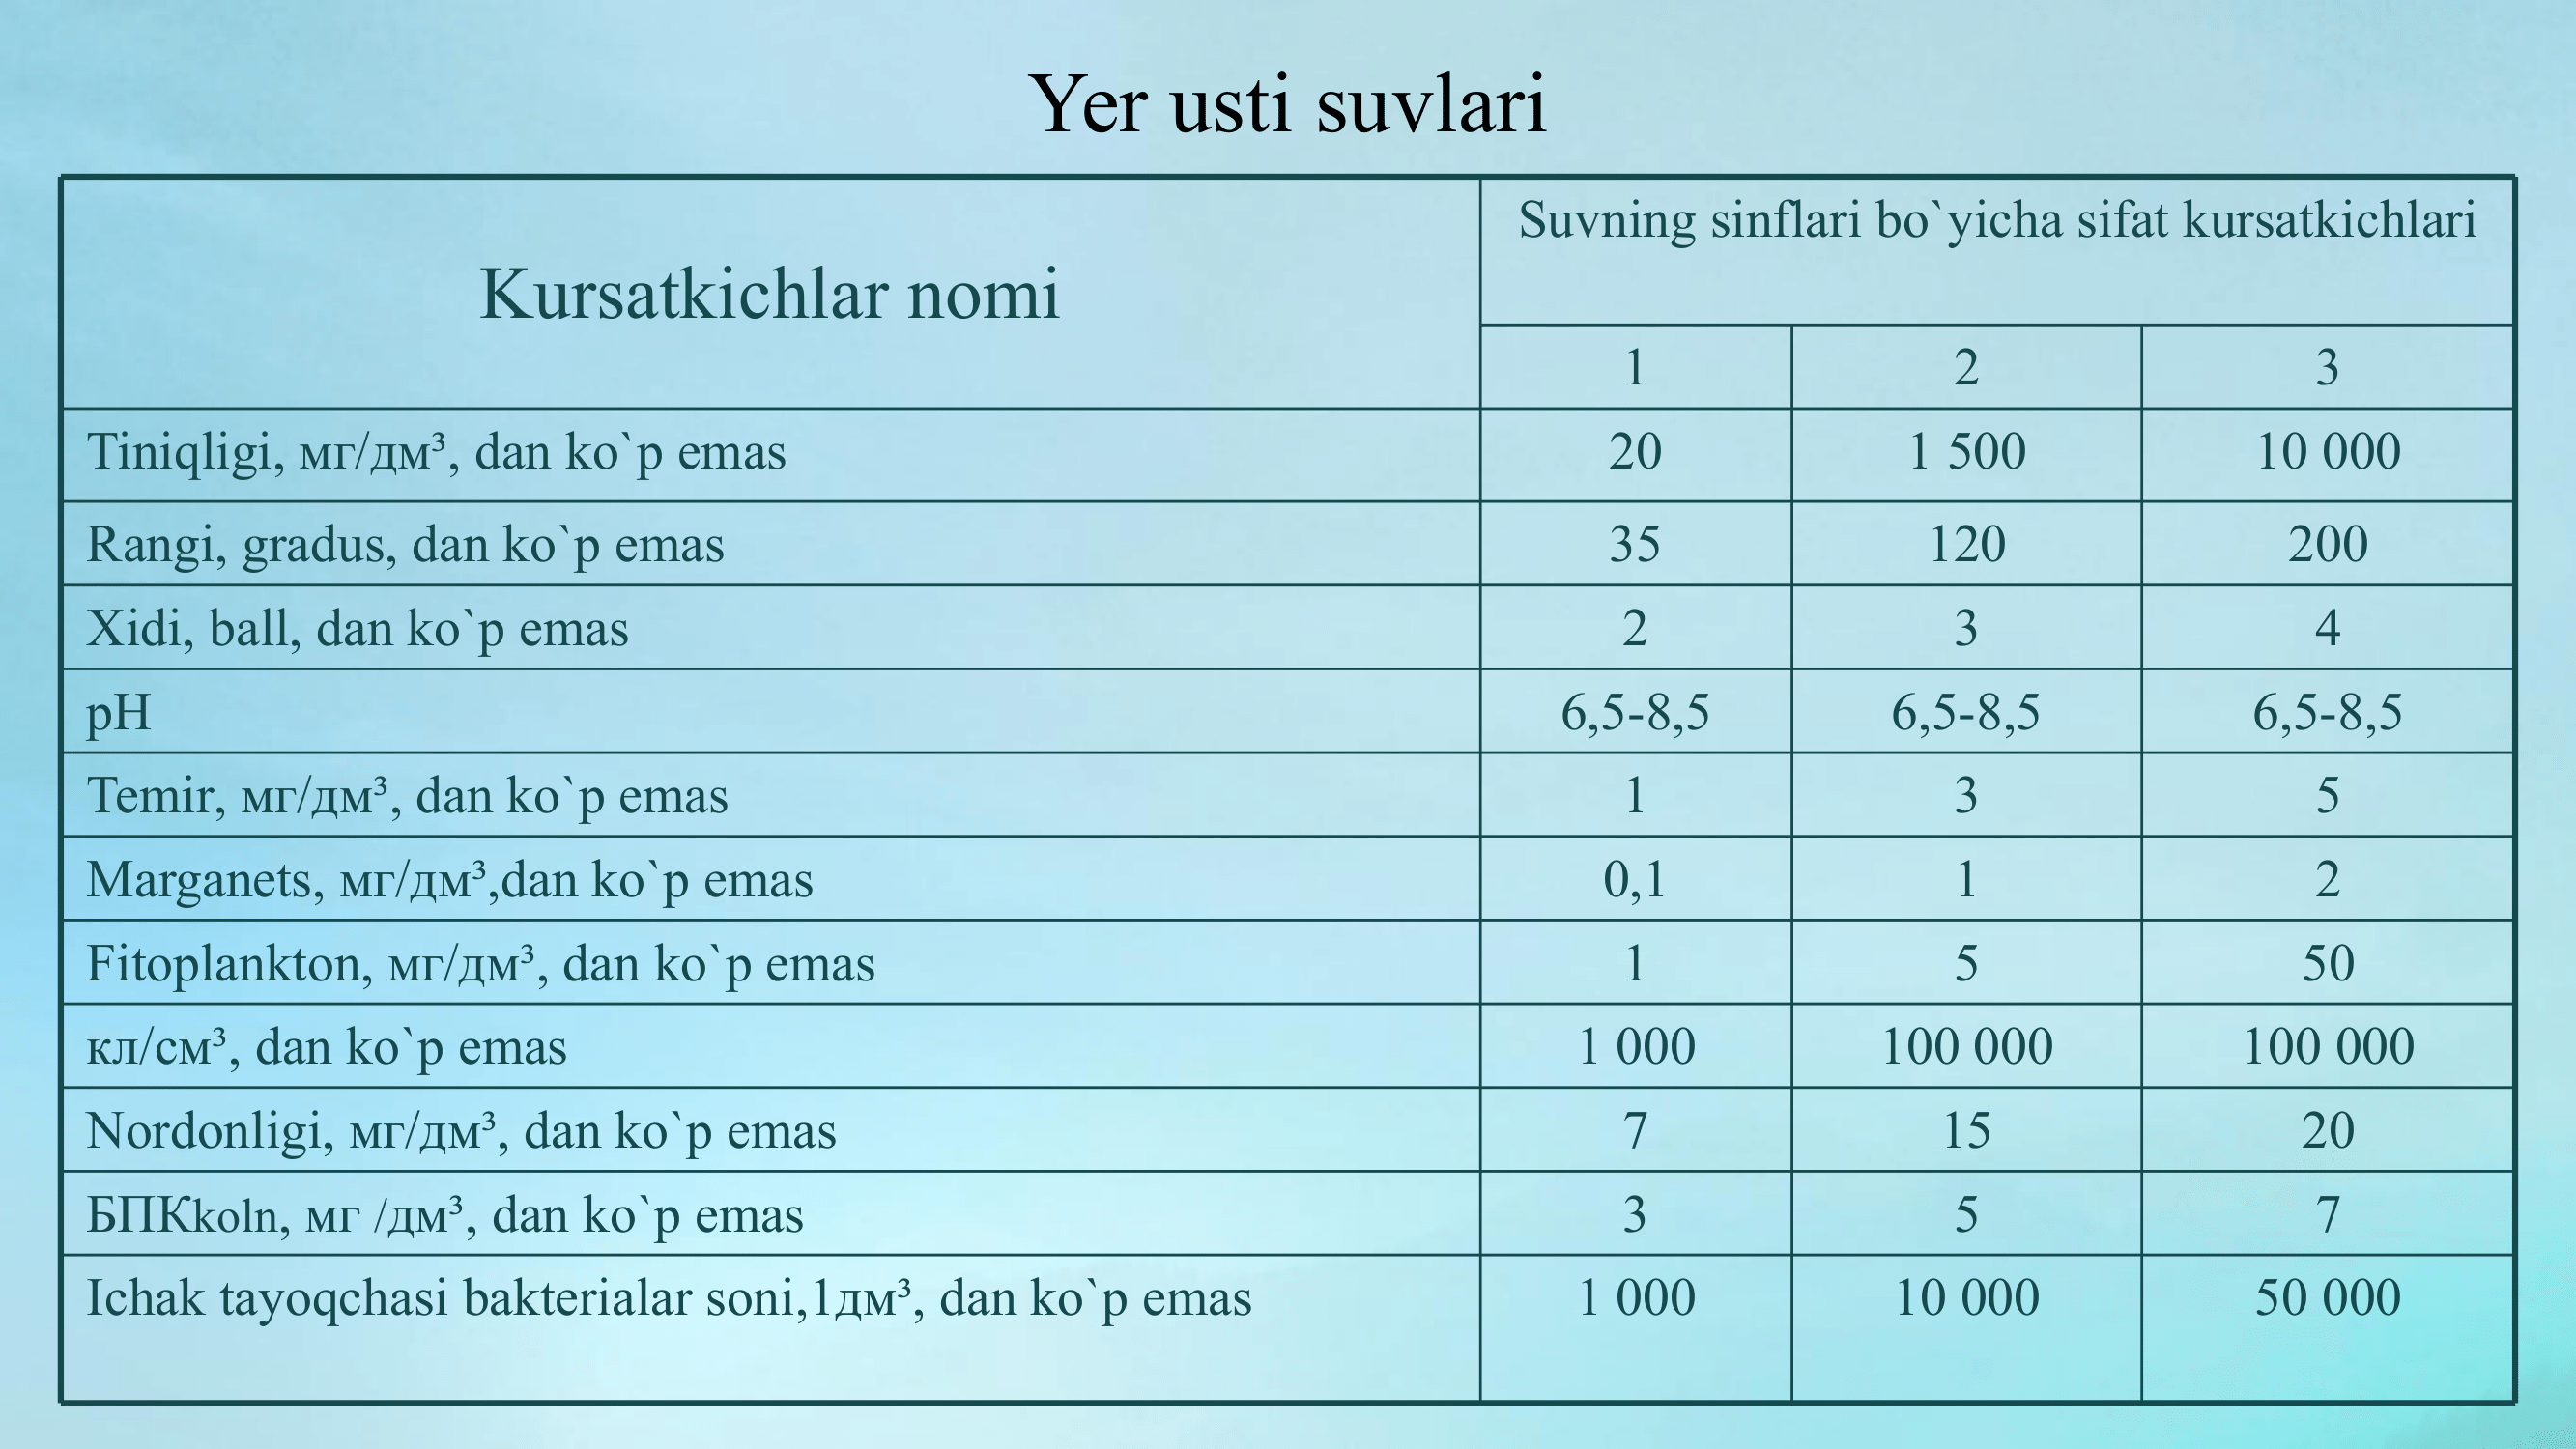 Yer usti suvlari
Kursatkichlar nomi
Suvning sinflari bo`yicha sifat kursatkichlari
1 2 3
Tiniqligi, мг/дм³, dan ko`p emas 20 1 500 10 000
Rangi, gradus, dan ko`p emas 35 120 200
Xidi, ball, dan ko`p emas 2 3 4
pH 6,5-8,5 6,5-8,5 6,5-8,5
Temir, мг/дм³, dan ko`p emas 1 3 5
Marganets, мг/дм³,dan ko`p emas 0,1 1 2
Fitoplankton, мг/дм³, dan ko`p emas 1 5 50
кл/см³, dan ko`p emas 1 000 100 000 100 000
Nordonligi, мг/дм³, dan ko`p emas 7 15 20
БПКkoln, мг /дм³, dan ko`p emas 3 5 7
Ichak tayoqchasi bakterialar soni,1дм³, dan ko`p emas 1 000 10 000 50 000